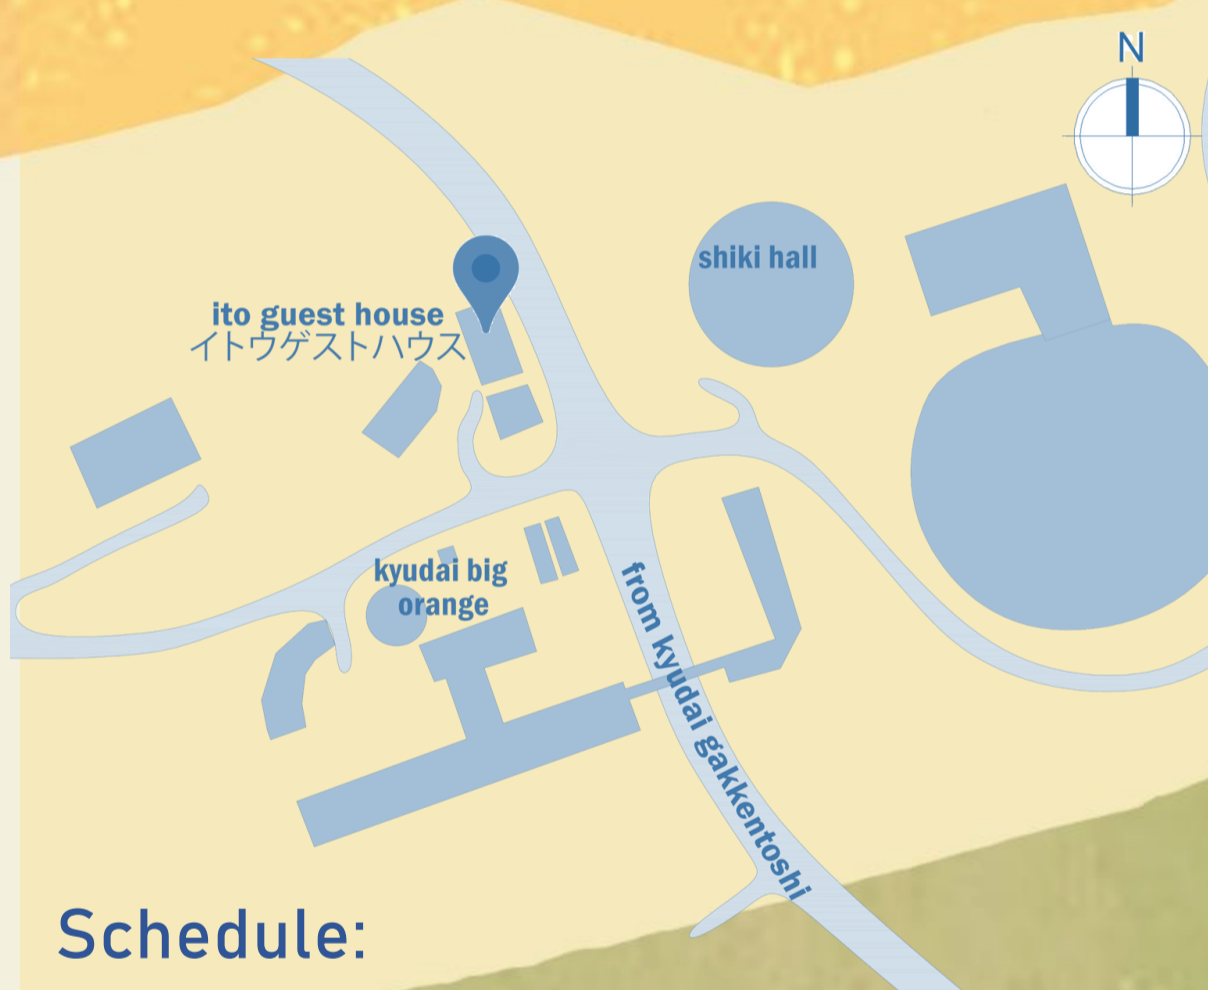 N
shiki hall
ito guest house
イトウゲストハウス
kyudai big
orange
from kyudai gakkentoshi
Schedule: